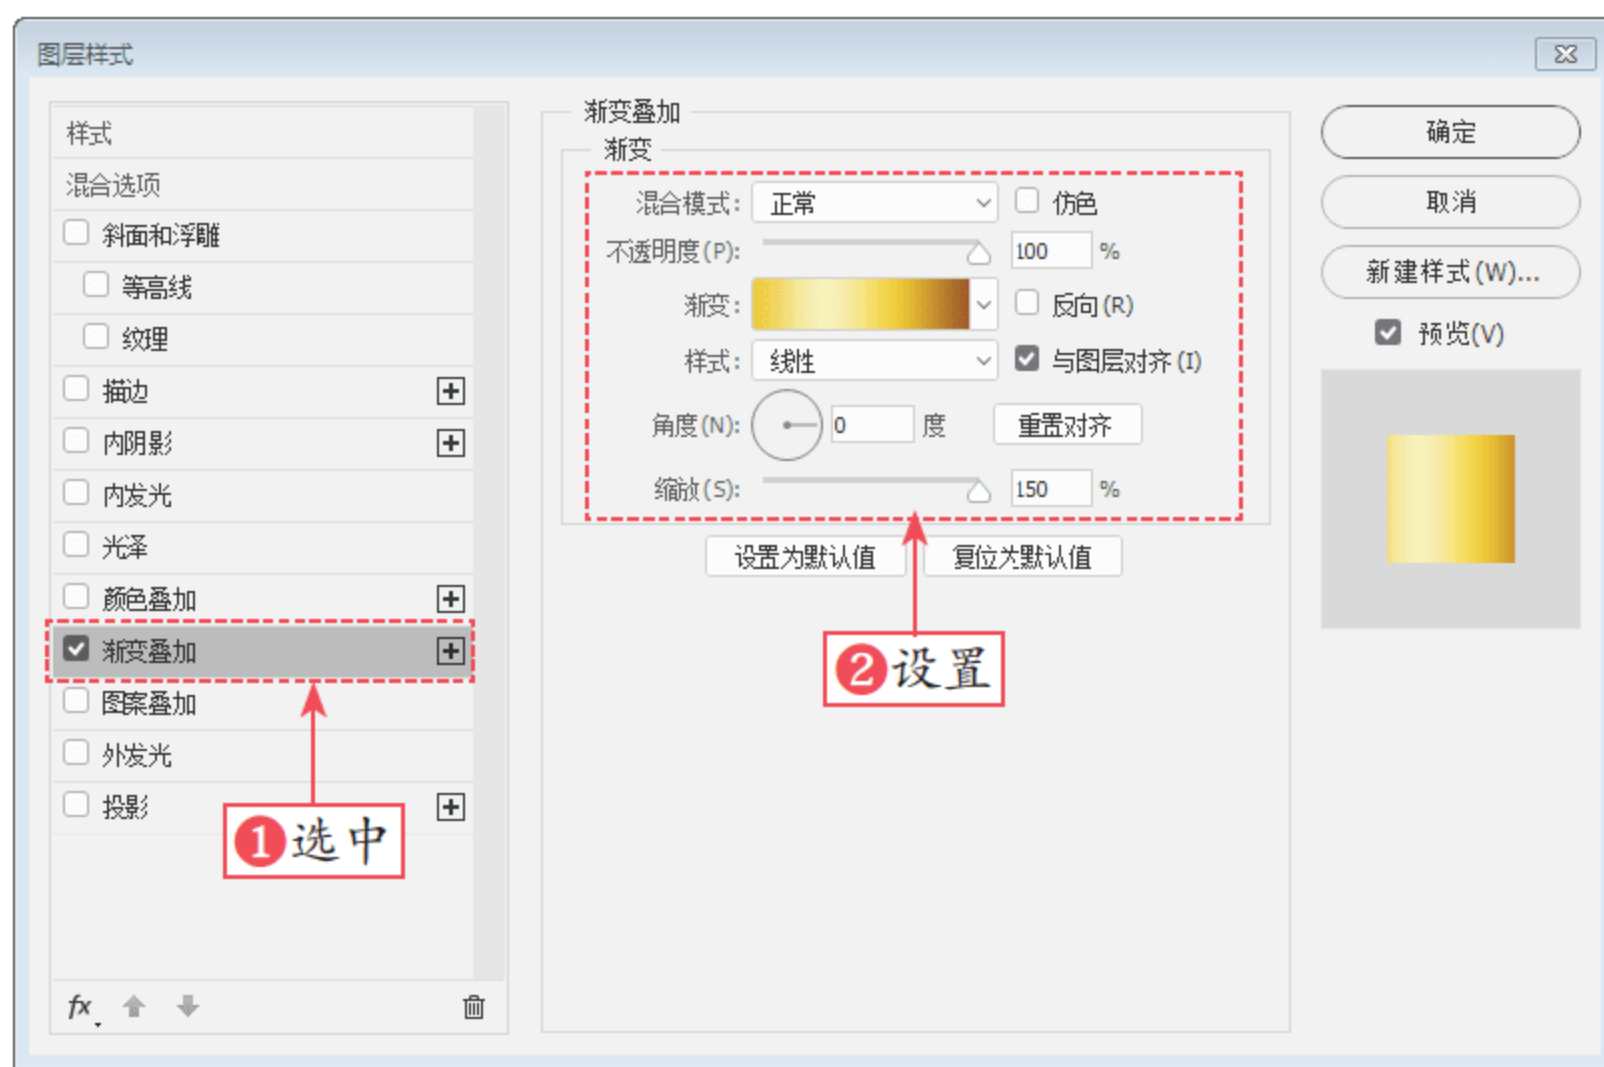 图层样式
样式
混合选项
斜面和浮雕
等高线
纹理
描边
内阴影
内发光
光泽
颜色叠加
渐变叠加
图案叠加
外发光
投影
❶选中
fx
渐变叠加
渐变
混合模式: 正常 仿色
不透明度(P): 100 %
渐变: 反向(R)
样式: 线性 与图层对齐(I)
角度(N): 0 度 重置对齐
缩放(S): 150 %
设置为默认值 复位为默认值
❷设置
确定
取消
新建样式(W)...
预览(V)